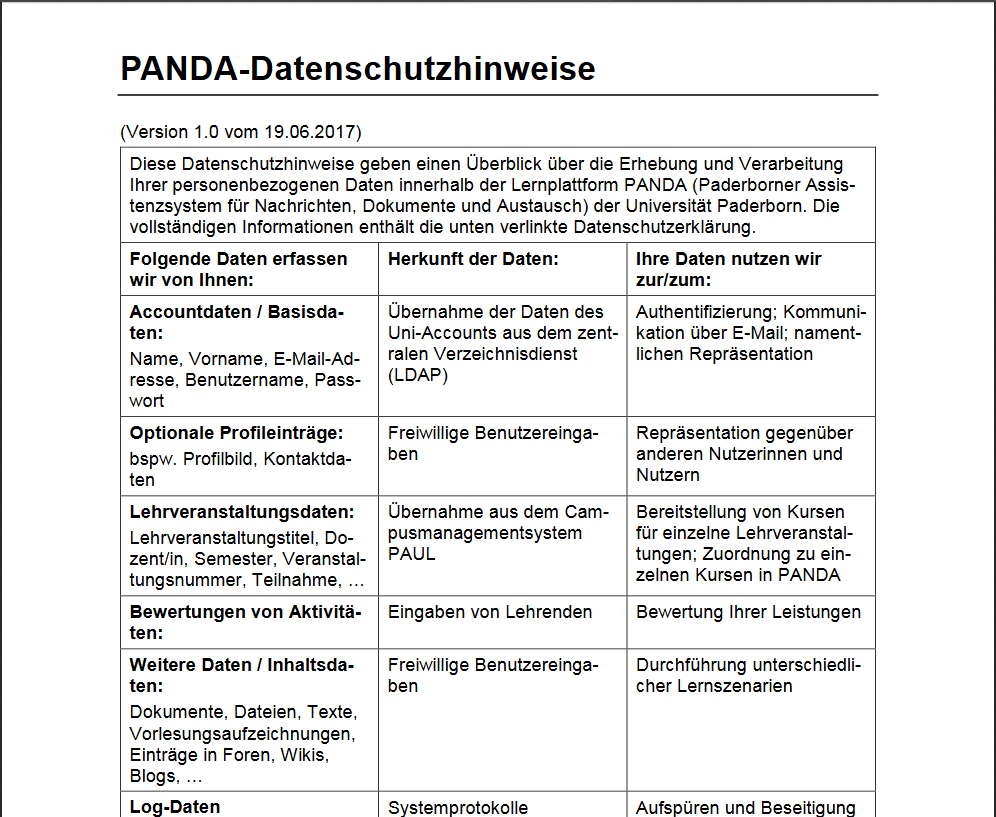 PANDA-Datenschutzhinweise
(Version 1.0 vom 19.06.2017)
Diese Datenschutzhinweise geben einen Überblick über die Erhebung und Verarbeitung
Ihrer personenbezogenen Daten innerhalb der Lernplattform PANDA (Paderborner Assis-
tenzsystem für Nachrichten, Dokumente und Austausch) der Universität Paderborn. Die
vollständigen Informationen enthält die unten verlinkte Datenschutzerklärung.
Folgende Daten erfassen
wir von Ihnen:
Herkunft der Daten:
Ihre Daten nutzen wir
zur/zum:
Accountdaten / Basisda-
ten:
Name, Vorname, E-Mail-Ad-
resse, Benutzername, Pass-
wort
Übernahme der Daten des
Uni-Accounts aus dem zent-
ralen Verzeichnisdienst
(LDAP)
Authentifizierung; Kommuni-
kation über E-Mail; nament-
lichen Repräsentation
Optionale Profileinträge:
bspw. Profilbild, Kontaktda-
ten
Freiwillige Benutzereinga-
ben
Repräsentation gegenüber
anderen Nutzerinnen und
Nutzern
Lehrveranstaltungsdaten:
Lehrveranstaltungstitel, Do-
zent/in, Semester, Veranstal-
tungsnummer, Teilnahme, …
Übernahme aus dem Cam-
pusmanagementsystem
PAUL
Bereitstellung von Kursen
für einzelne Lehrveranstal-
tungen; Zuordnung zu ein-
zelnen Kursen in PANDA
Bewertungen von Aktivitä-
ten:
Eingaben von Lehrenden
Bewertung Ihrer Leistungen
Weitere Daten / Inhaltsda-
ten:
Dokumente, Dateien, Texte,
Vorlesungsaufzeichnungen,
Einträge in Foren, Wikis,
Blogs, …
Freiwillige Benutzereinga-
ben
Durchführung unterschiedli-
cher Lernszenarien
Log-Daten
Systemprotokolle
Aufspüren und Beseitigung